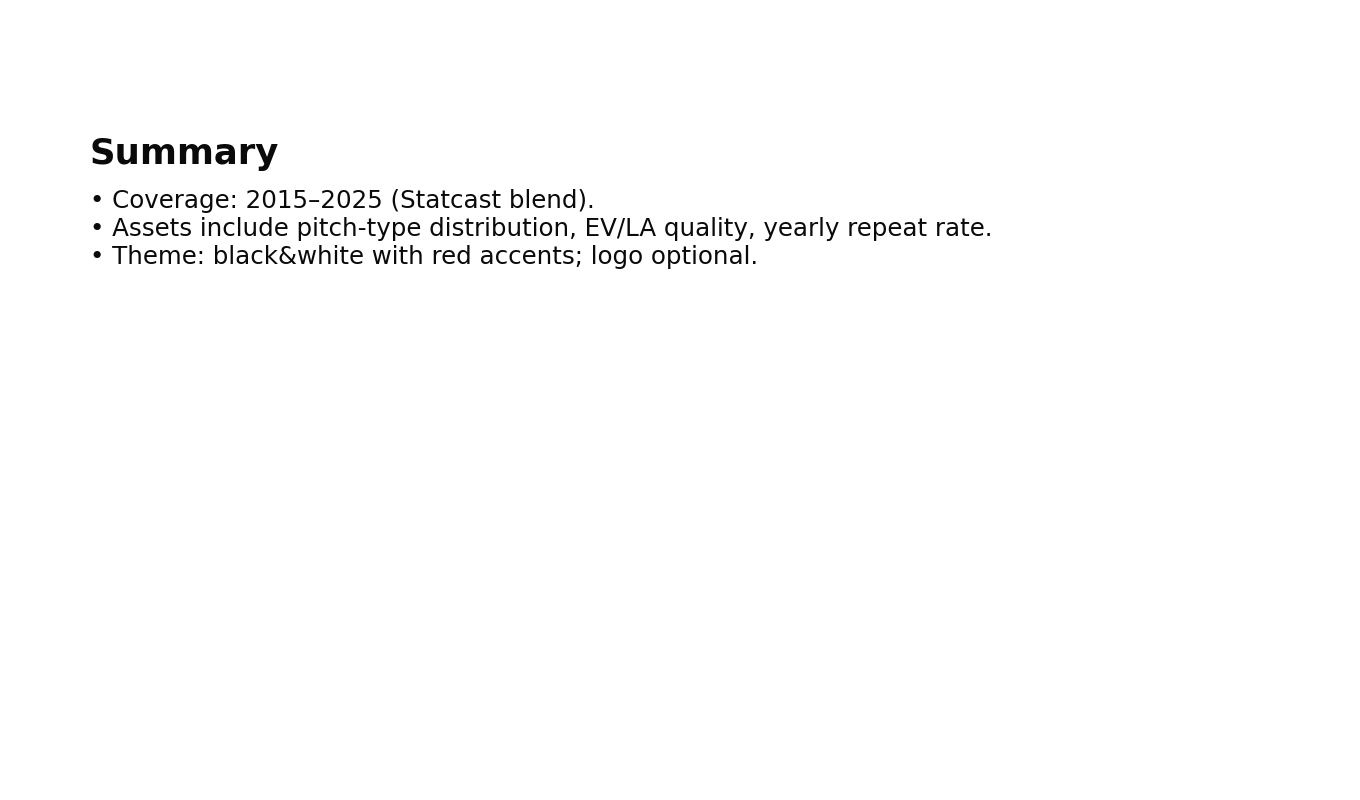 Summary
• Coverage: 2015–2025 (Statcast blend).
• Assets include pitch-type distribution, EV/LA quality, yearly repeat rate.
• Theme: black&white with red accents; logo optional.